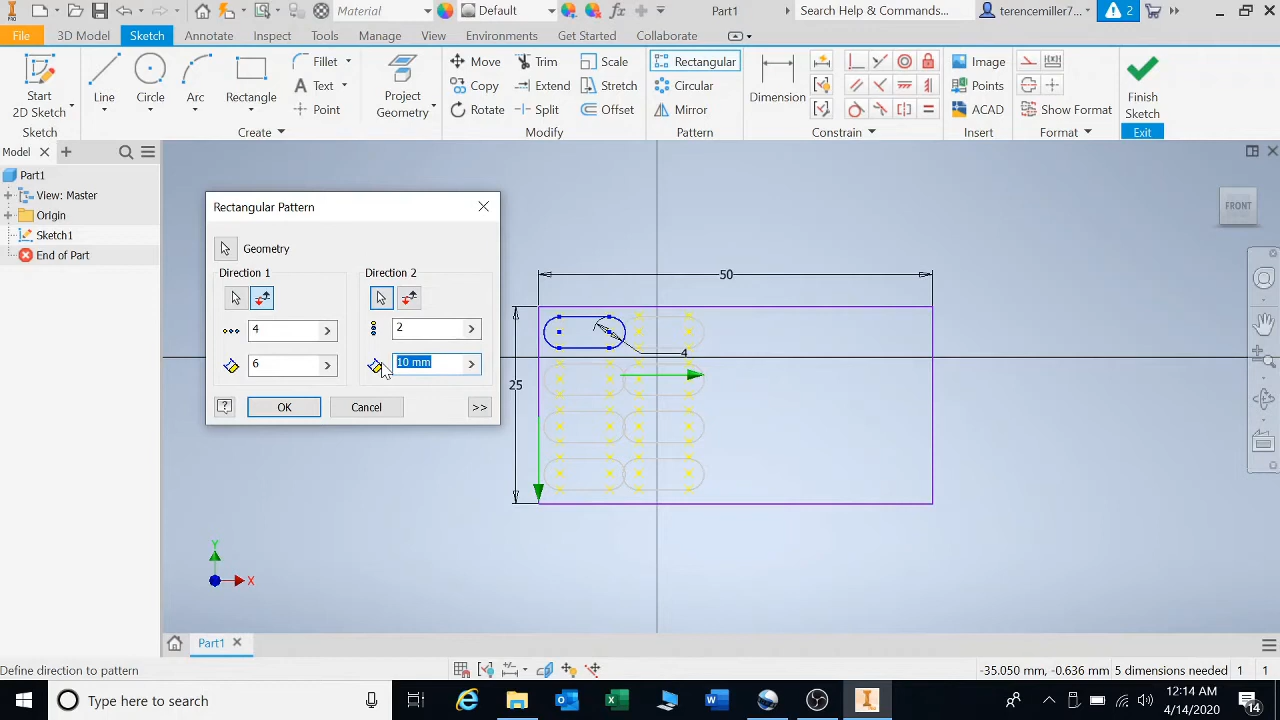 PRO
Material
Default
Part1
Search Help & Commands...
terencemiller7...
2
File
3D Model
Sketch
Annotate
Inspect
Tools
Manage
View
Environments
Get Started
Collaborate
Start
2D Sketch
Sketch
Line
Circle
Arc
Rectangle
Fillet
Text
Point
Create
Project
Geometry
Move
Copy
Rotate
Trim
Extend
Split
Scale
Stretch
Offset
Modify
Rectangular
Circular
Mirror
Pattern
Dimension
Constrain
Image
Points
ACAD
Insert
Show Format
Format
Finish
Sketch
Exit
Model
Part1
View: Master
Origin
Sketch1
End of Part
Rectangular Pattern
Geometry
Direction 1
Direction 2
4
2
6
10 mm
OK
Cancel
>>
50
25
4
FRONT
Y
X
Part1
Define direction to pattern
-35.050 mm, -0.636 mm
5 dimensions needed
1
1
Type here to search
12:14 AM
4/14/2020
14